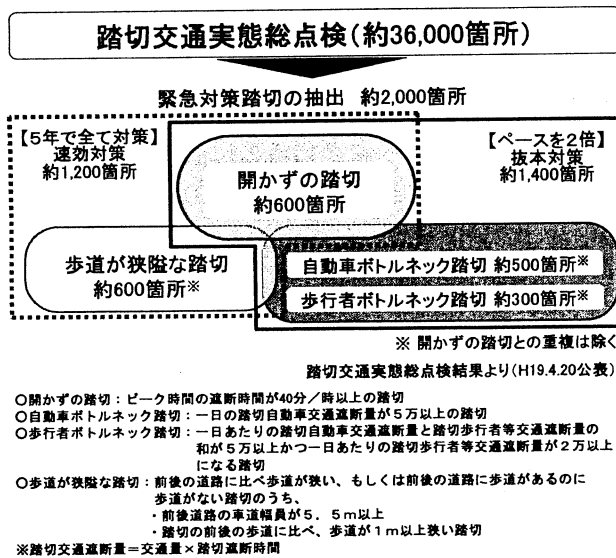 踏切交通実態総点検（約36,000箇所）
緊急対策踏切の抽出 約2,000箇所
【5年で全て対策】
速効対策
約1,200箇所
【ペースを2倍】
抜本対策
約1,400箇所
開かずの踏切
約600箇所
歩道が狭隘な踏切
約600箇所※
自動車ボトルネック踏切 約500箇所※
歩行者ボトルネック踏切 約300箇所※
※ 開かずの踏切との重複は除く
踏切交通実態総点検結果より（H19.4.20公表）
○開かずの踏切：ピーク時間の遮断時間が40分／時以上の踏切
○自動車ボトルネック踏切：一日の踏切自動車交通遮断量が５万以上の踏切
○歩行者ボトルネック踏切：一日あたりの踏切自動車交通遮断量と踏切歩行者等交通遮断量の
和が５万以上かつ一日あたりの踏切歩行者等交通遮断量が２万以上
になる踏切
○歩道が狭隘な踏切：前後の道路に比べ歩道が狭い、もしくは前後の道路に歩道があるのに
歩道がない踏切のうち、
・前後道路の車道幅員が５．５ｍ以上
・踏切の前後の歩道に比べ、歩道が１ｍ以上狭い踏切
※踏切交通遮断量＝交通量×踏切遮断時間